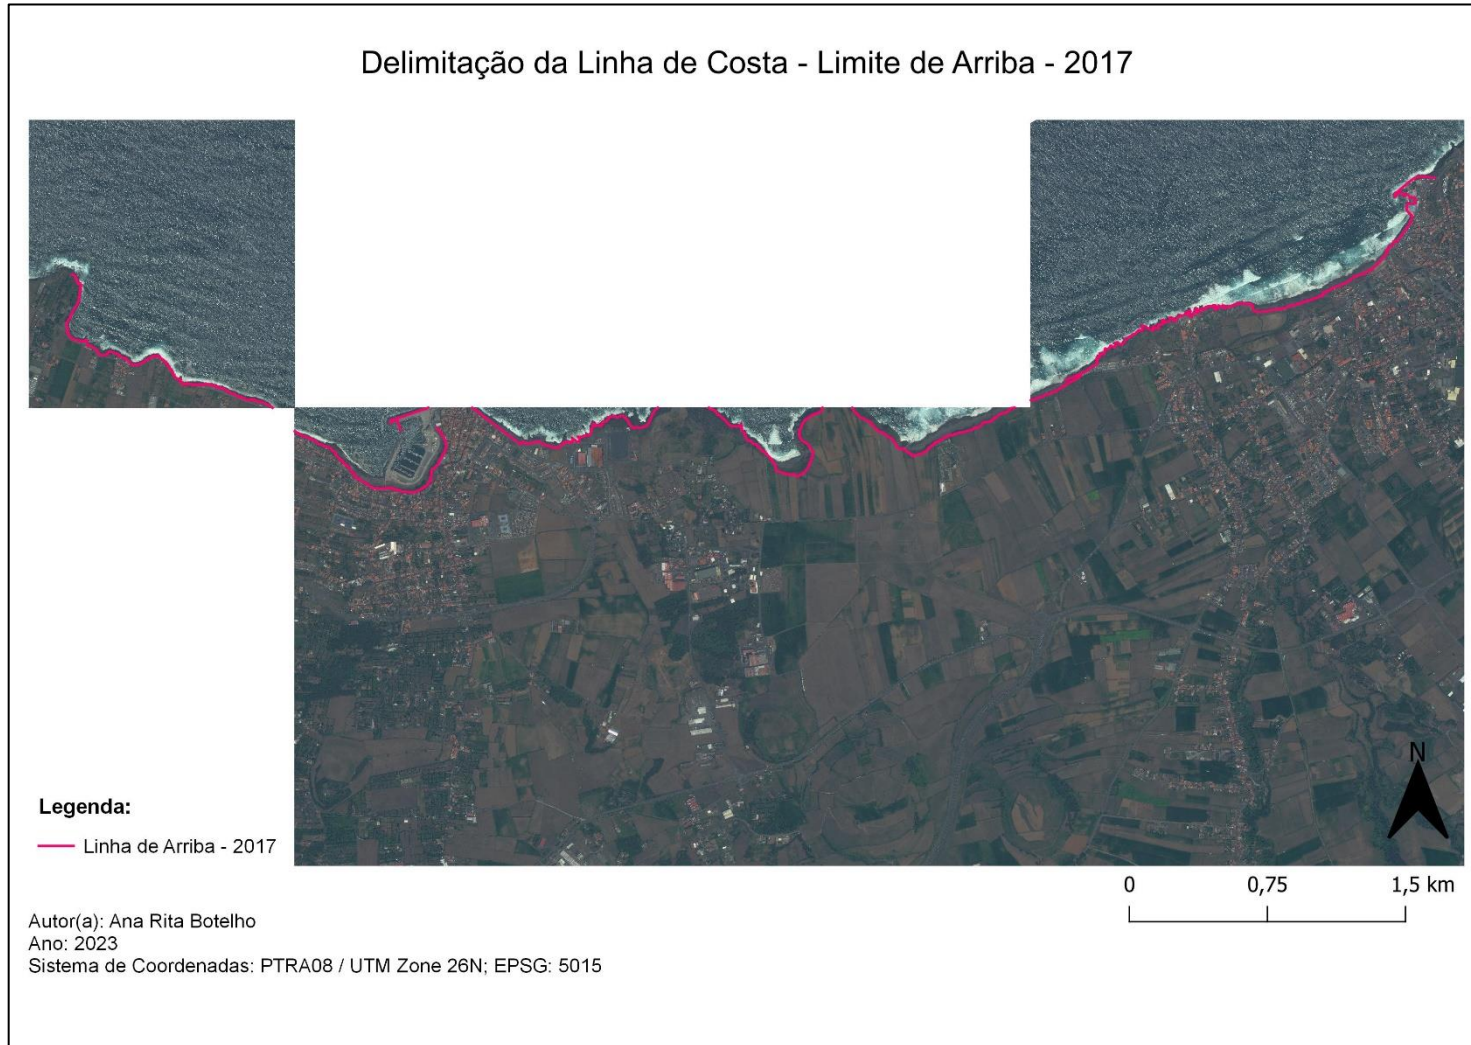 Delimitação da Linha de Costa - Limite de Arriba - 2017
N
Legenda:
Linha de Arriba - 2017
0 0,75 1,5 km
Autor(a): Ana Rita Botelho
Ano: 2023
Sistema de Coordenadas: PTRA08 / UTM Zone 26N; EPSG: 5015